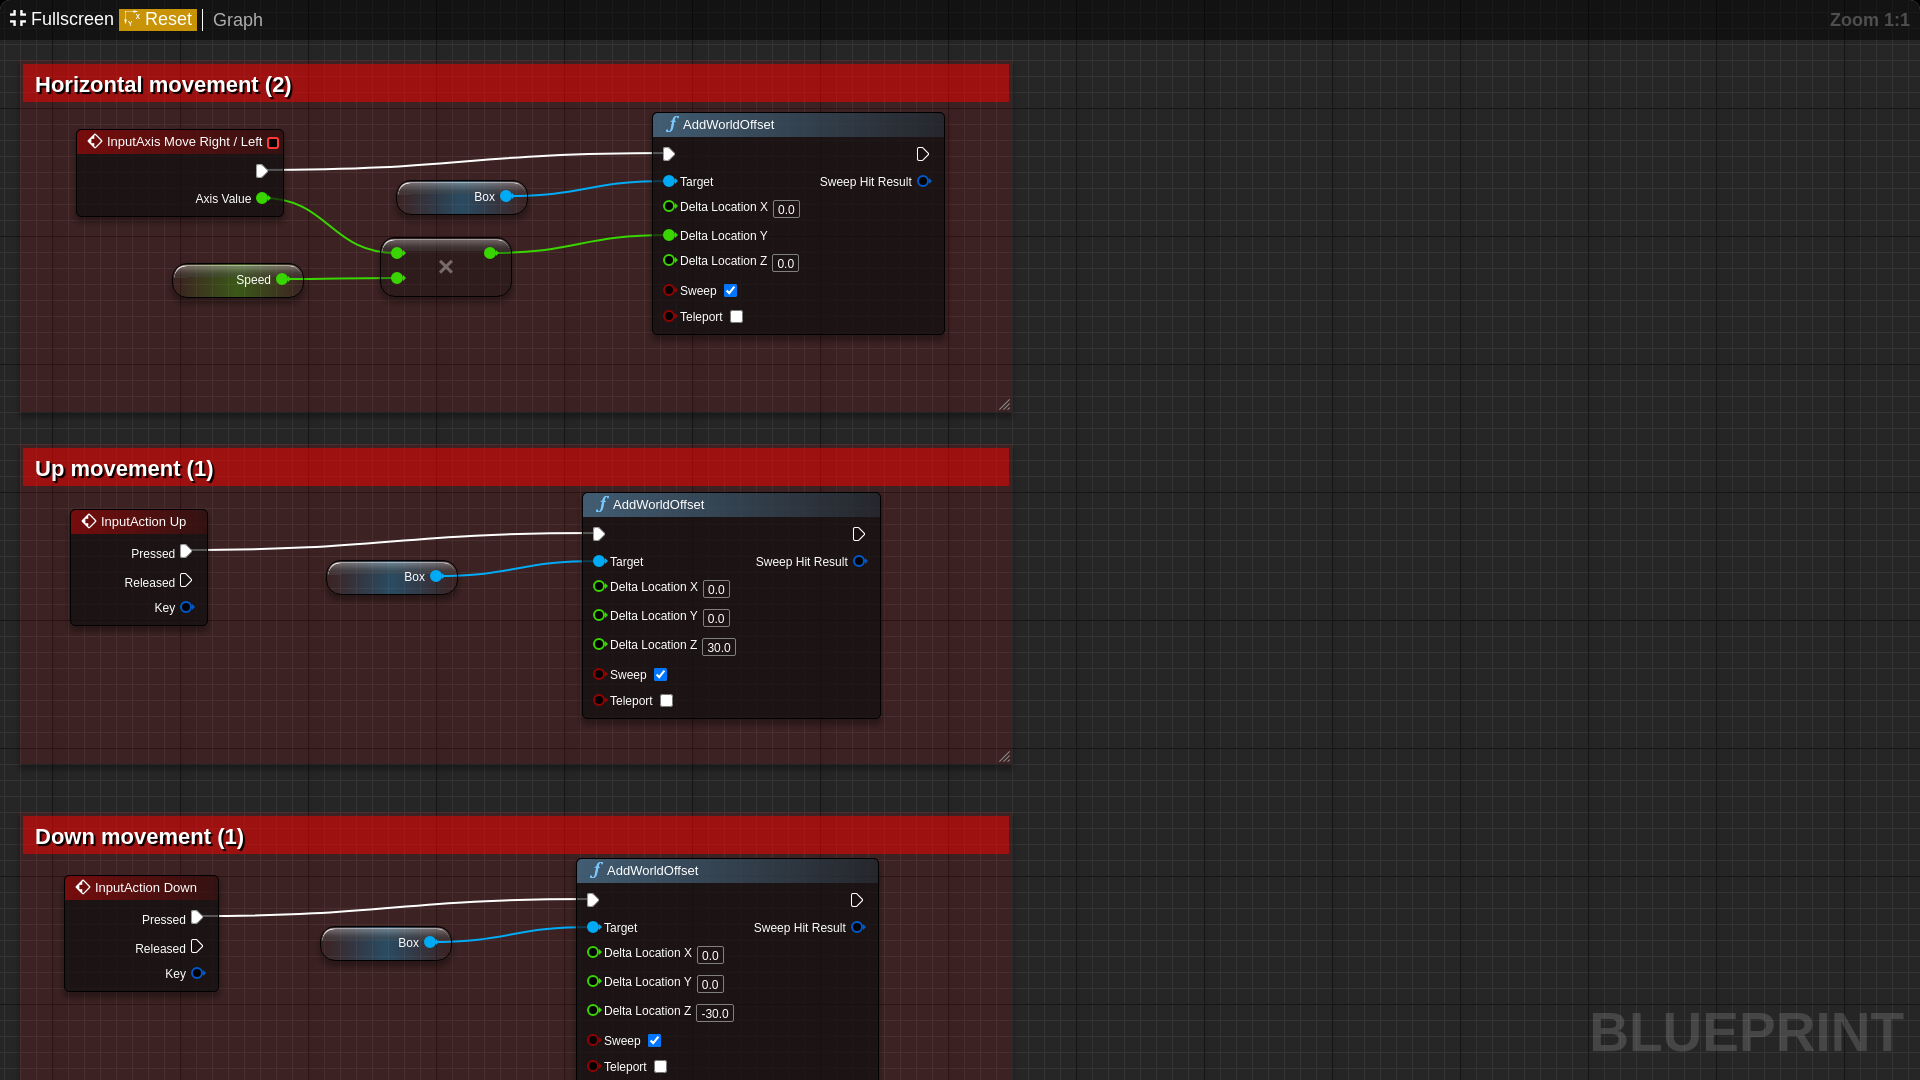 Fullscreen Reset Graph Zoom 1:1
Horizontal movement (2)
InputAxis Move Right / Left
Axis Value
Speed
Box
AddWorldOffset
Target Sweep Hit Result
Delta Location X 0.0
Delta Location Y
Delta Location Z 0.0
Sweep
Teleport
Up movement (1)
InputAction Up
Pressed
Released
Key
Box
AddWorldOffset
Target Sweep Hit Result
Delta Location X 0.0
Delta Location Y 0.0
Delta Location Z 30.0
Sweep
Teleport
Down movement (1)
InputAction Down
Pressed
Released
Key
Box
AddWorldOffset
Target Sweep Hit Result
Delta Location X 0.0
Delta Location Y 0.0
Delta Location Z -30.0
Sweep
Teleport
BLUEPRINT